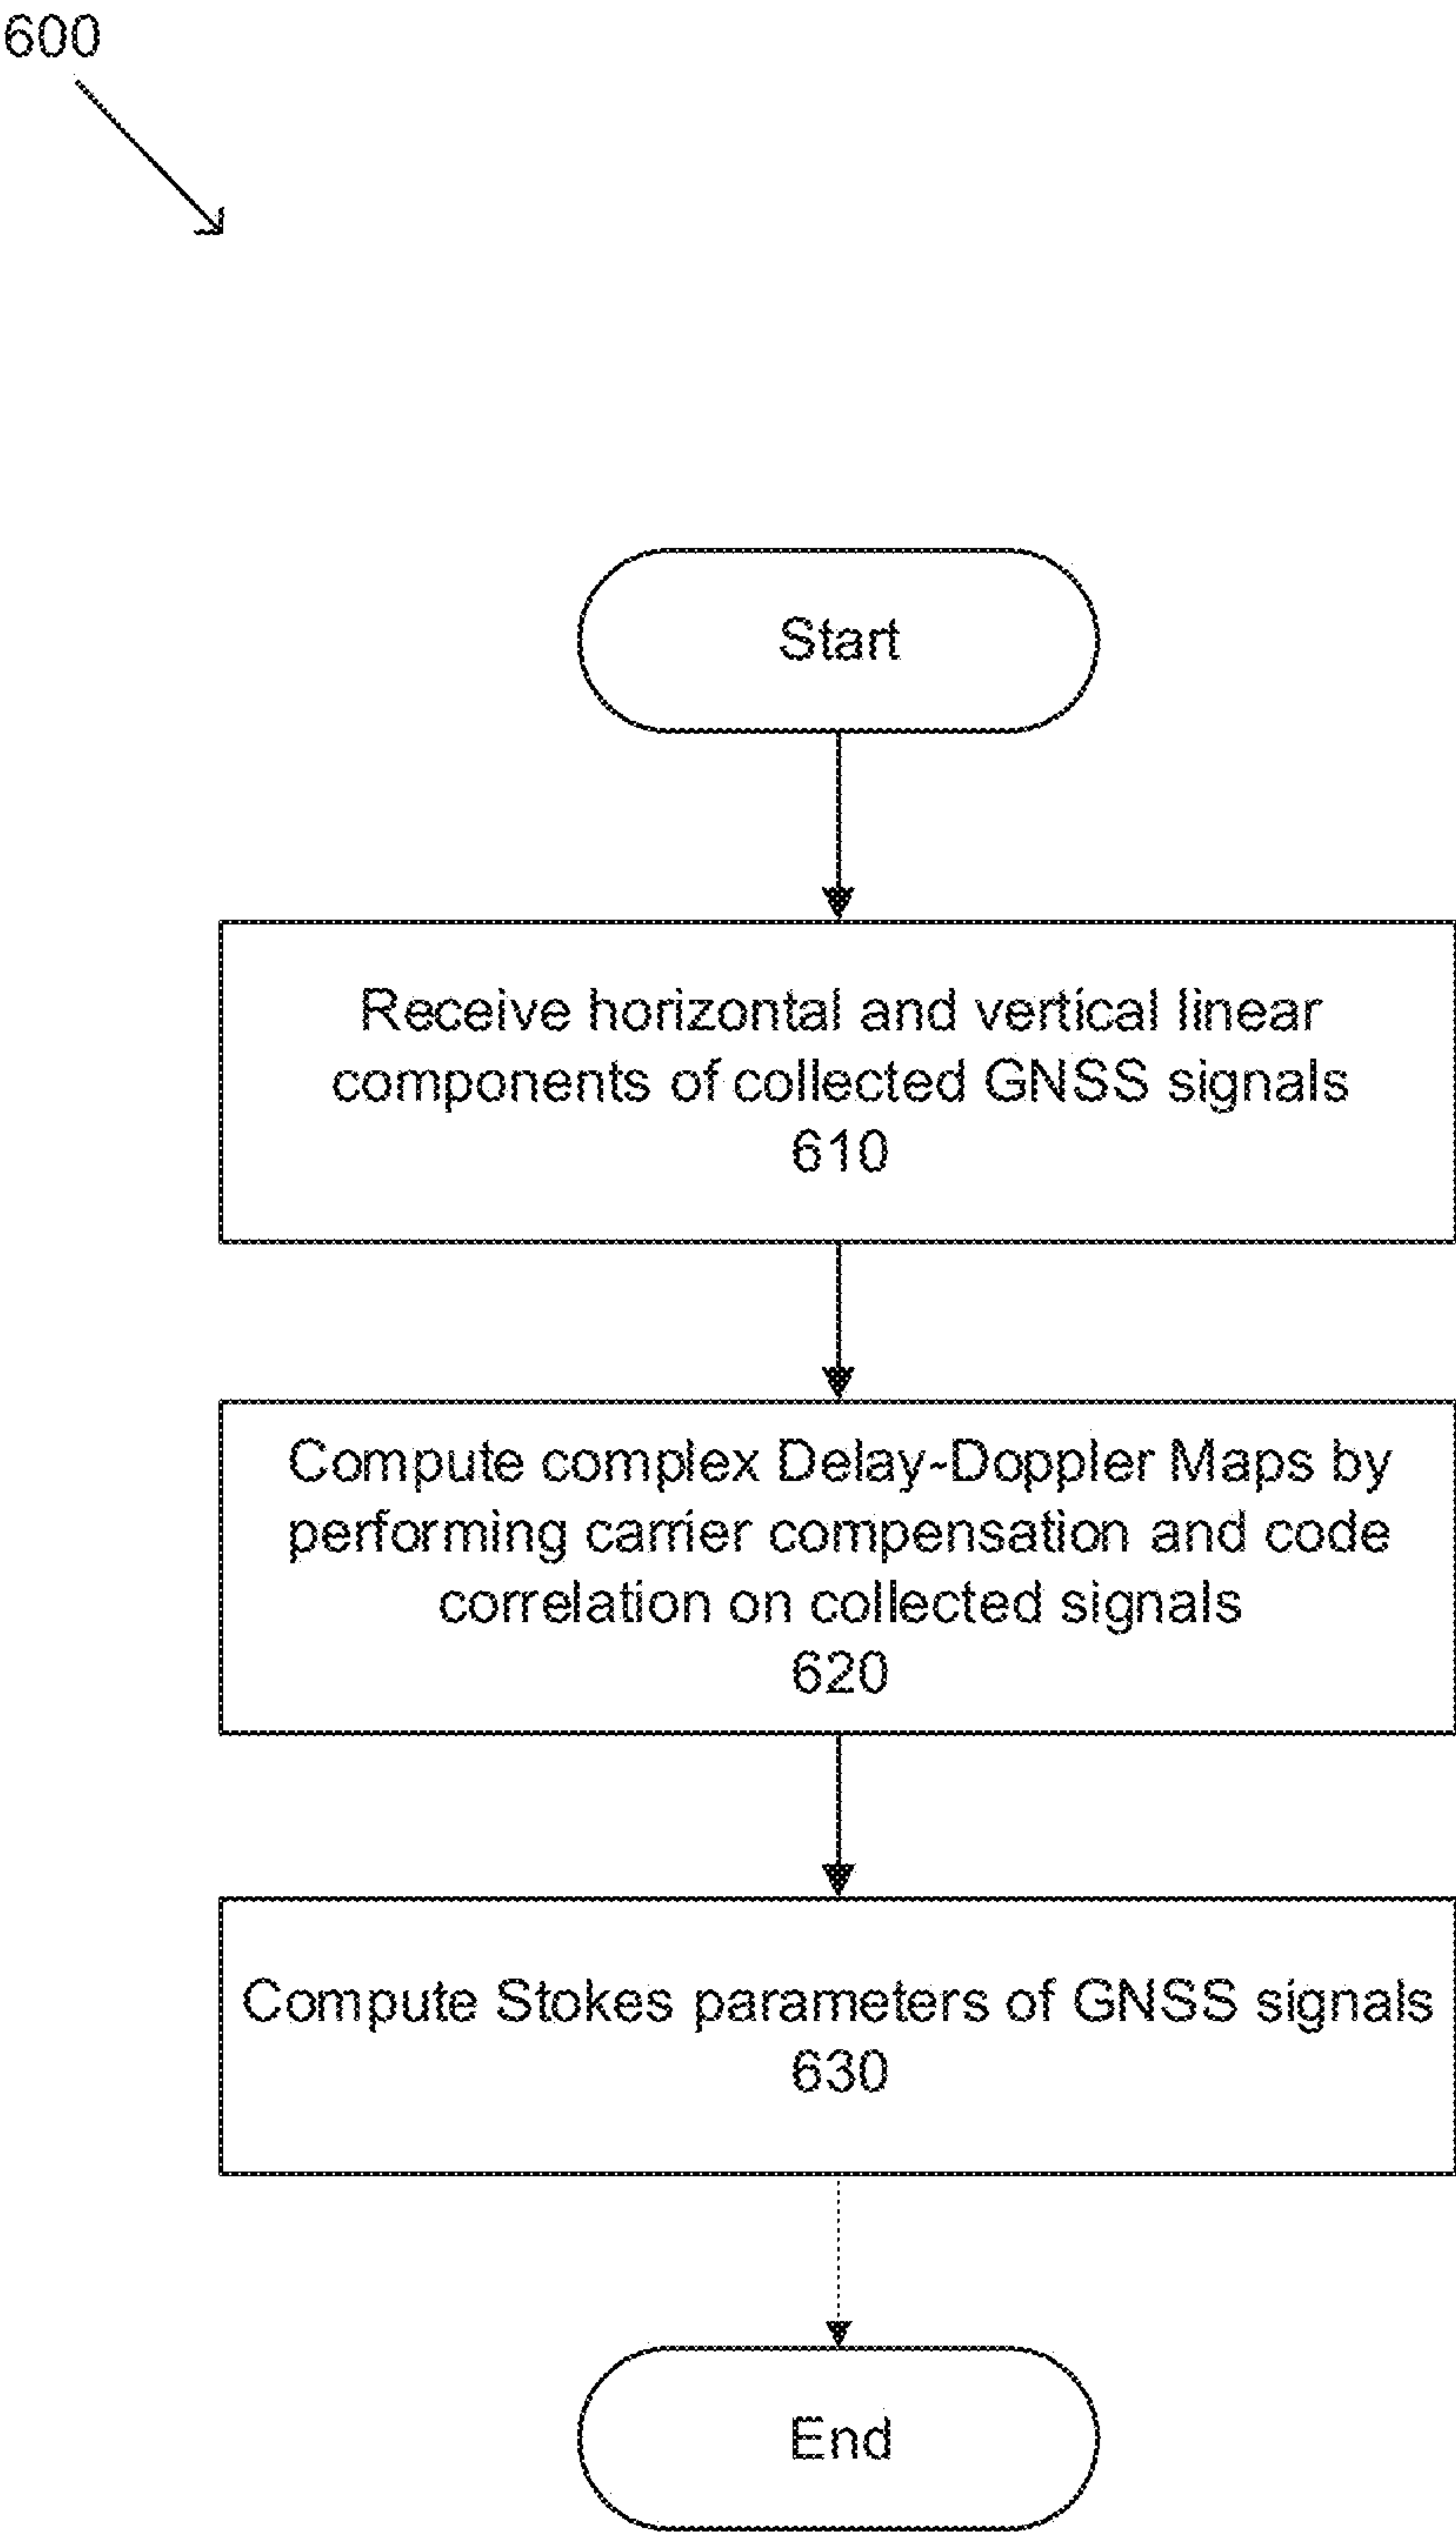 600
Start
Receive horizontal and vertical linear
components of collected GNSS signals
610
Compute complex Delay-Doppler Maps by
performing carrier compensation and code
correlation on collected signals
620
Compute Stokes parameters of GNSS signals
630
End